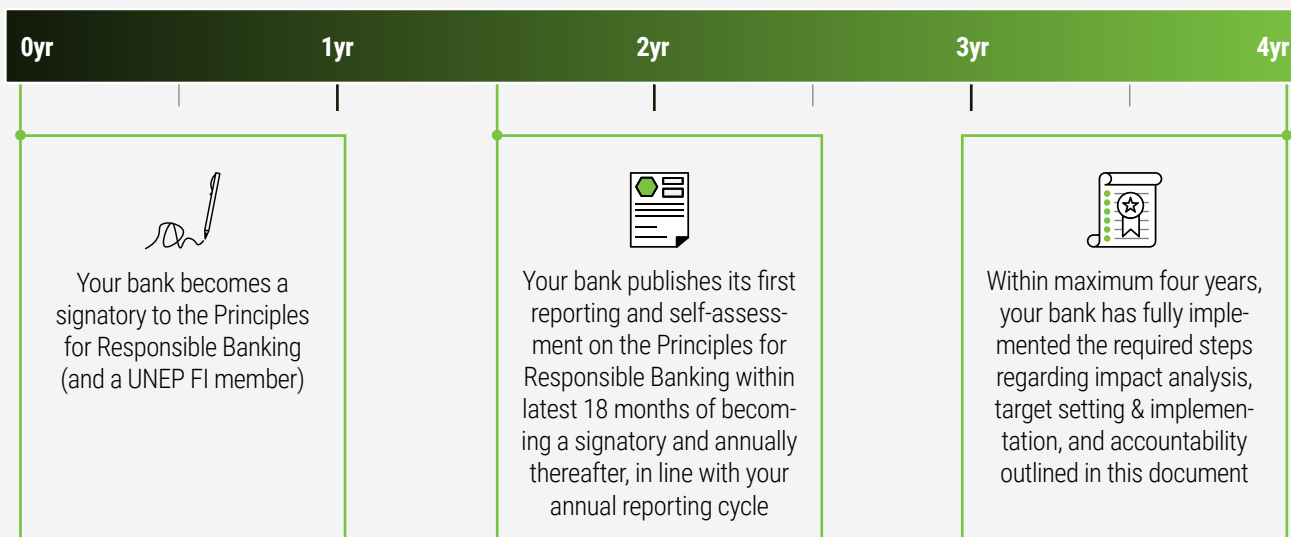 0yr 1yr 2yr 3yr 4yr
Your bank becomes a
signatory to the Principles
for Responsible Banking
(and a UNEP FI member)
Your bank publishes its first
reporting and self-assess-
ment on the Principles for
Responsible Banking within
latest 18 months of becom-
ing a signatory and annually
thereafter, in line with your
annual reporting cycle
Within maximum four years,
your bank has fully imple-
mented the required steps
regarding impact analysis,
target setting & implemen-
tation, and accountability
outlined in this document